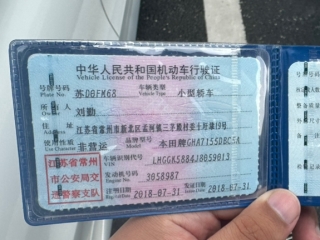 中华人民共和国机动车行驶证
Vehicle License of the People's Republic of China
号牌号码 苏D0FM68 车辆类型 小型轿车
Plate No. Vehicle Type
所有人 刘勤
住址 江苏省常州市新北区孟河镇
使用性质 非营运 品牌型号 本田牌GHA7155DBC5A
Use Character Model
江苏省常州市公安局交通警察支队
车辆识别代号 LHGGK5884J8059013
VIN
发动机号码 3058987
注册日期 2018-07-31 发证日期 2018-07-31